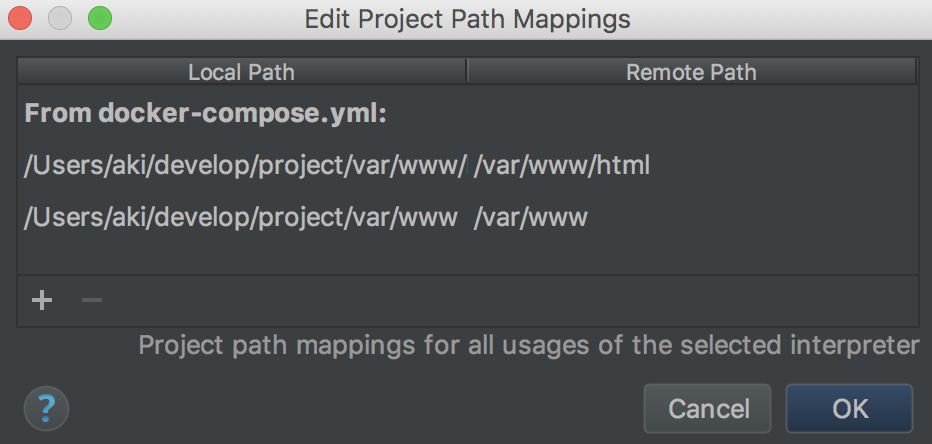 Edit Project Path Mappings
Local Path Remote Path
From docker-compose.yml:
/Users/aki/develop/project/var/www/ /var/www/html
/Users/aki/develop/project/var/www /var/www
+ −
Project path mappings for all usages of the selected interpreter
? Cancel OK